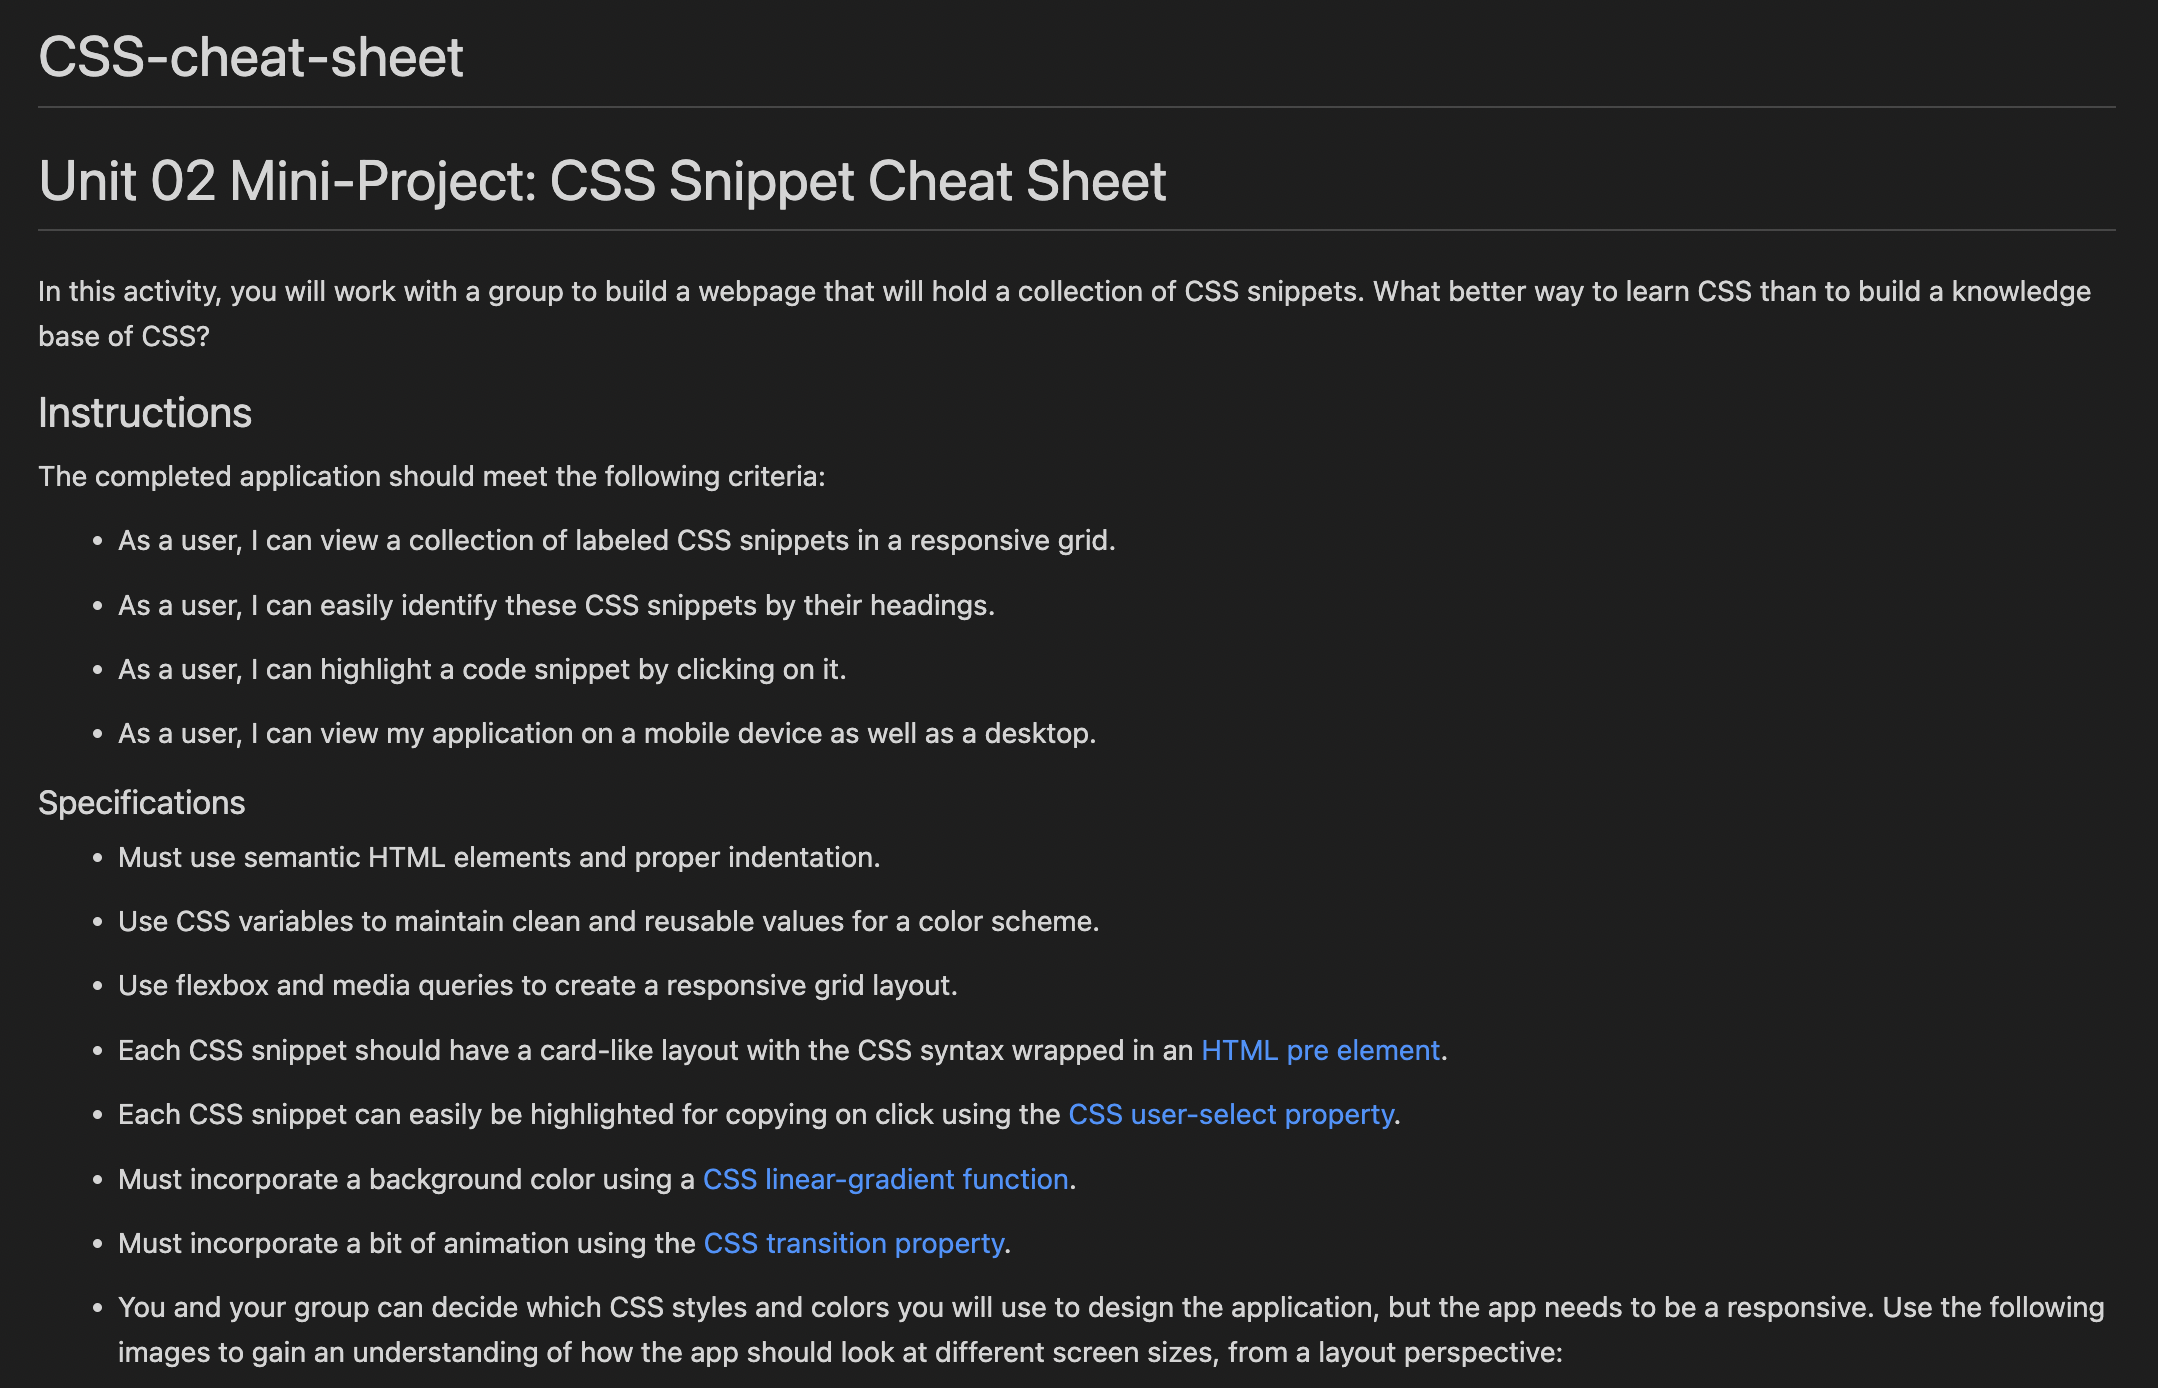 CSS-cheat-sheet
Unit 02 Mini-Project: CSS Snippet Cheat Sheet
In this activity, you will work with a group to build a webpage that will hold a collection of CSS snippets. What better way to learn CSS than to build a knowledge
base of CSS?
Instructions
The completed application should meet the following criteria:
• As a user, I can view a collection of labeled CSS snippets in a responsive grid.
• As a user, I can easily identify these CSS snippets by their headings.
• As a user, I can highlight a code snippet by clicking on it.
• As a user, I can view my application on a mobile device as well as a desktop.
Specifications
• Must use semantic HTML elements and proper indentation.
• Use CSS variables to maintain clean and reusable values for a color scheme.
• Use flexbox and media queries to create a responsive grid layout.
• Each CSS snippet should have a card-like layout with the CSS syntax wrapped in an HTML pre element.
• Each CSS snippet can easily be highlighted for copying on click using the CSS user-select property.
• Must incorporate a background color using a CSS linear-gradient function.
• Must incorporate a bit of animation using the CSS transition property.
• You and your group can decide which CSS styles and colors you will use to design the application, but the app needs to be a responsive. Use the following
images to gain an understanding of how the app should look at different screen sizes, from a layout perspective: